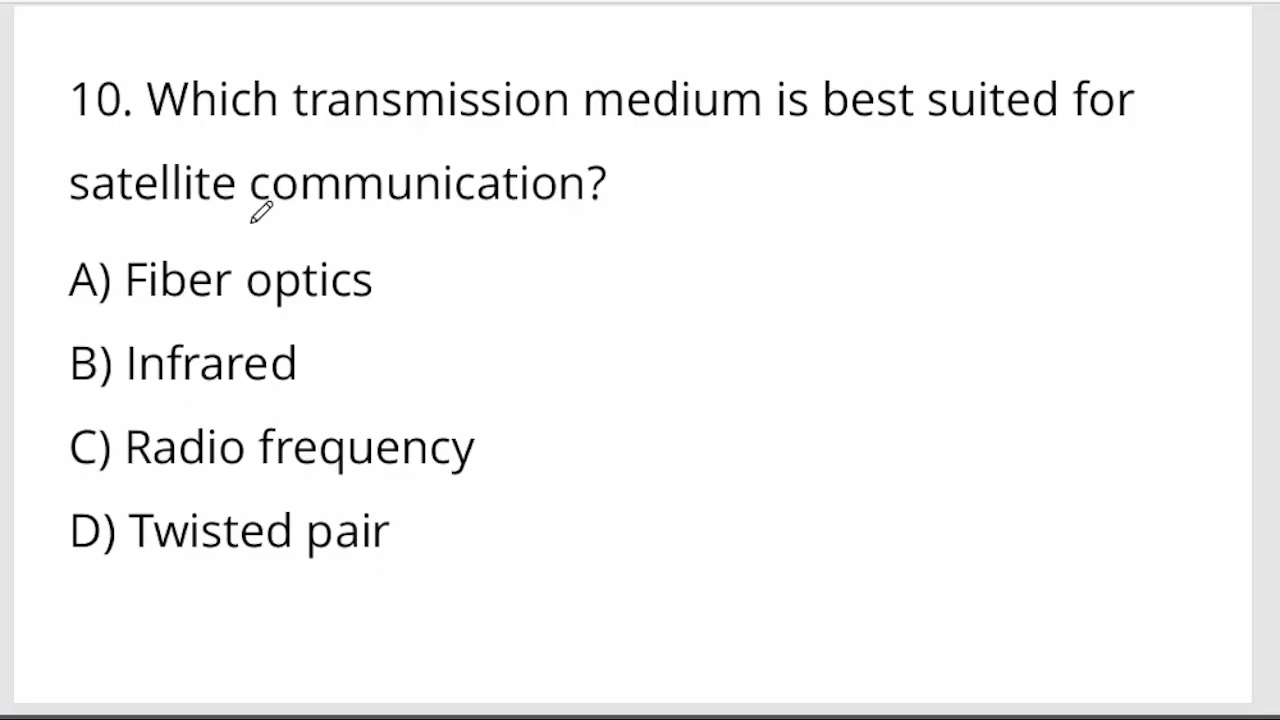 10. Which transmission medium is best suited for
satellite communication?
A) Fiber optics
B) Infrared
C) Radio frequency
D) Twisted pair